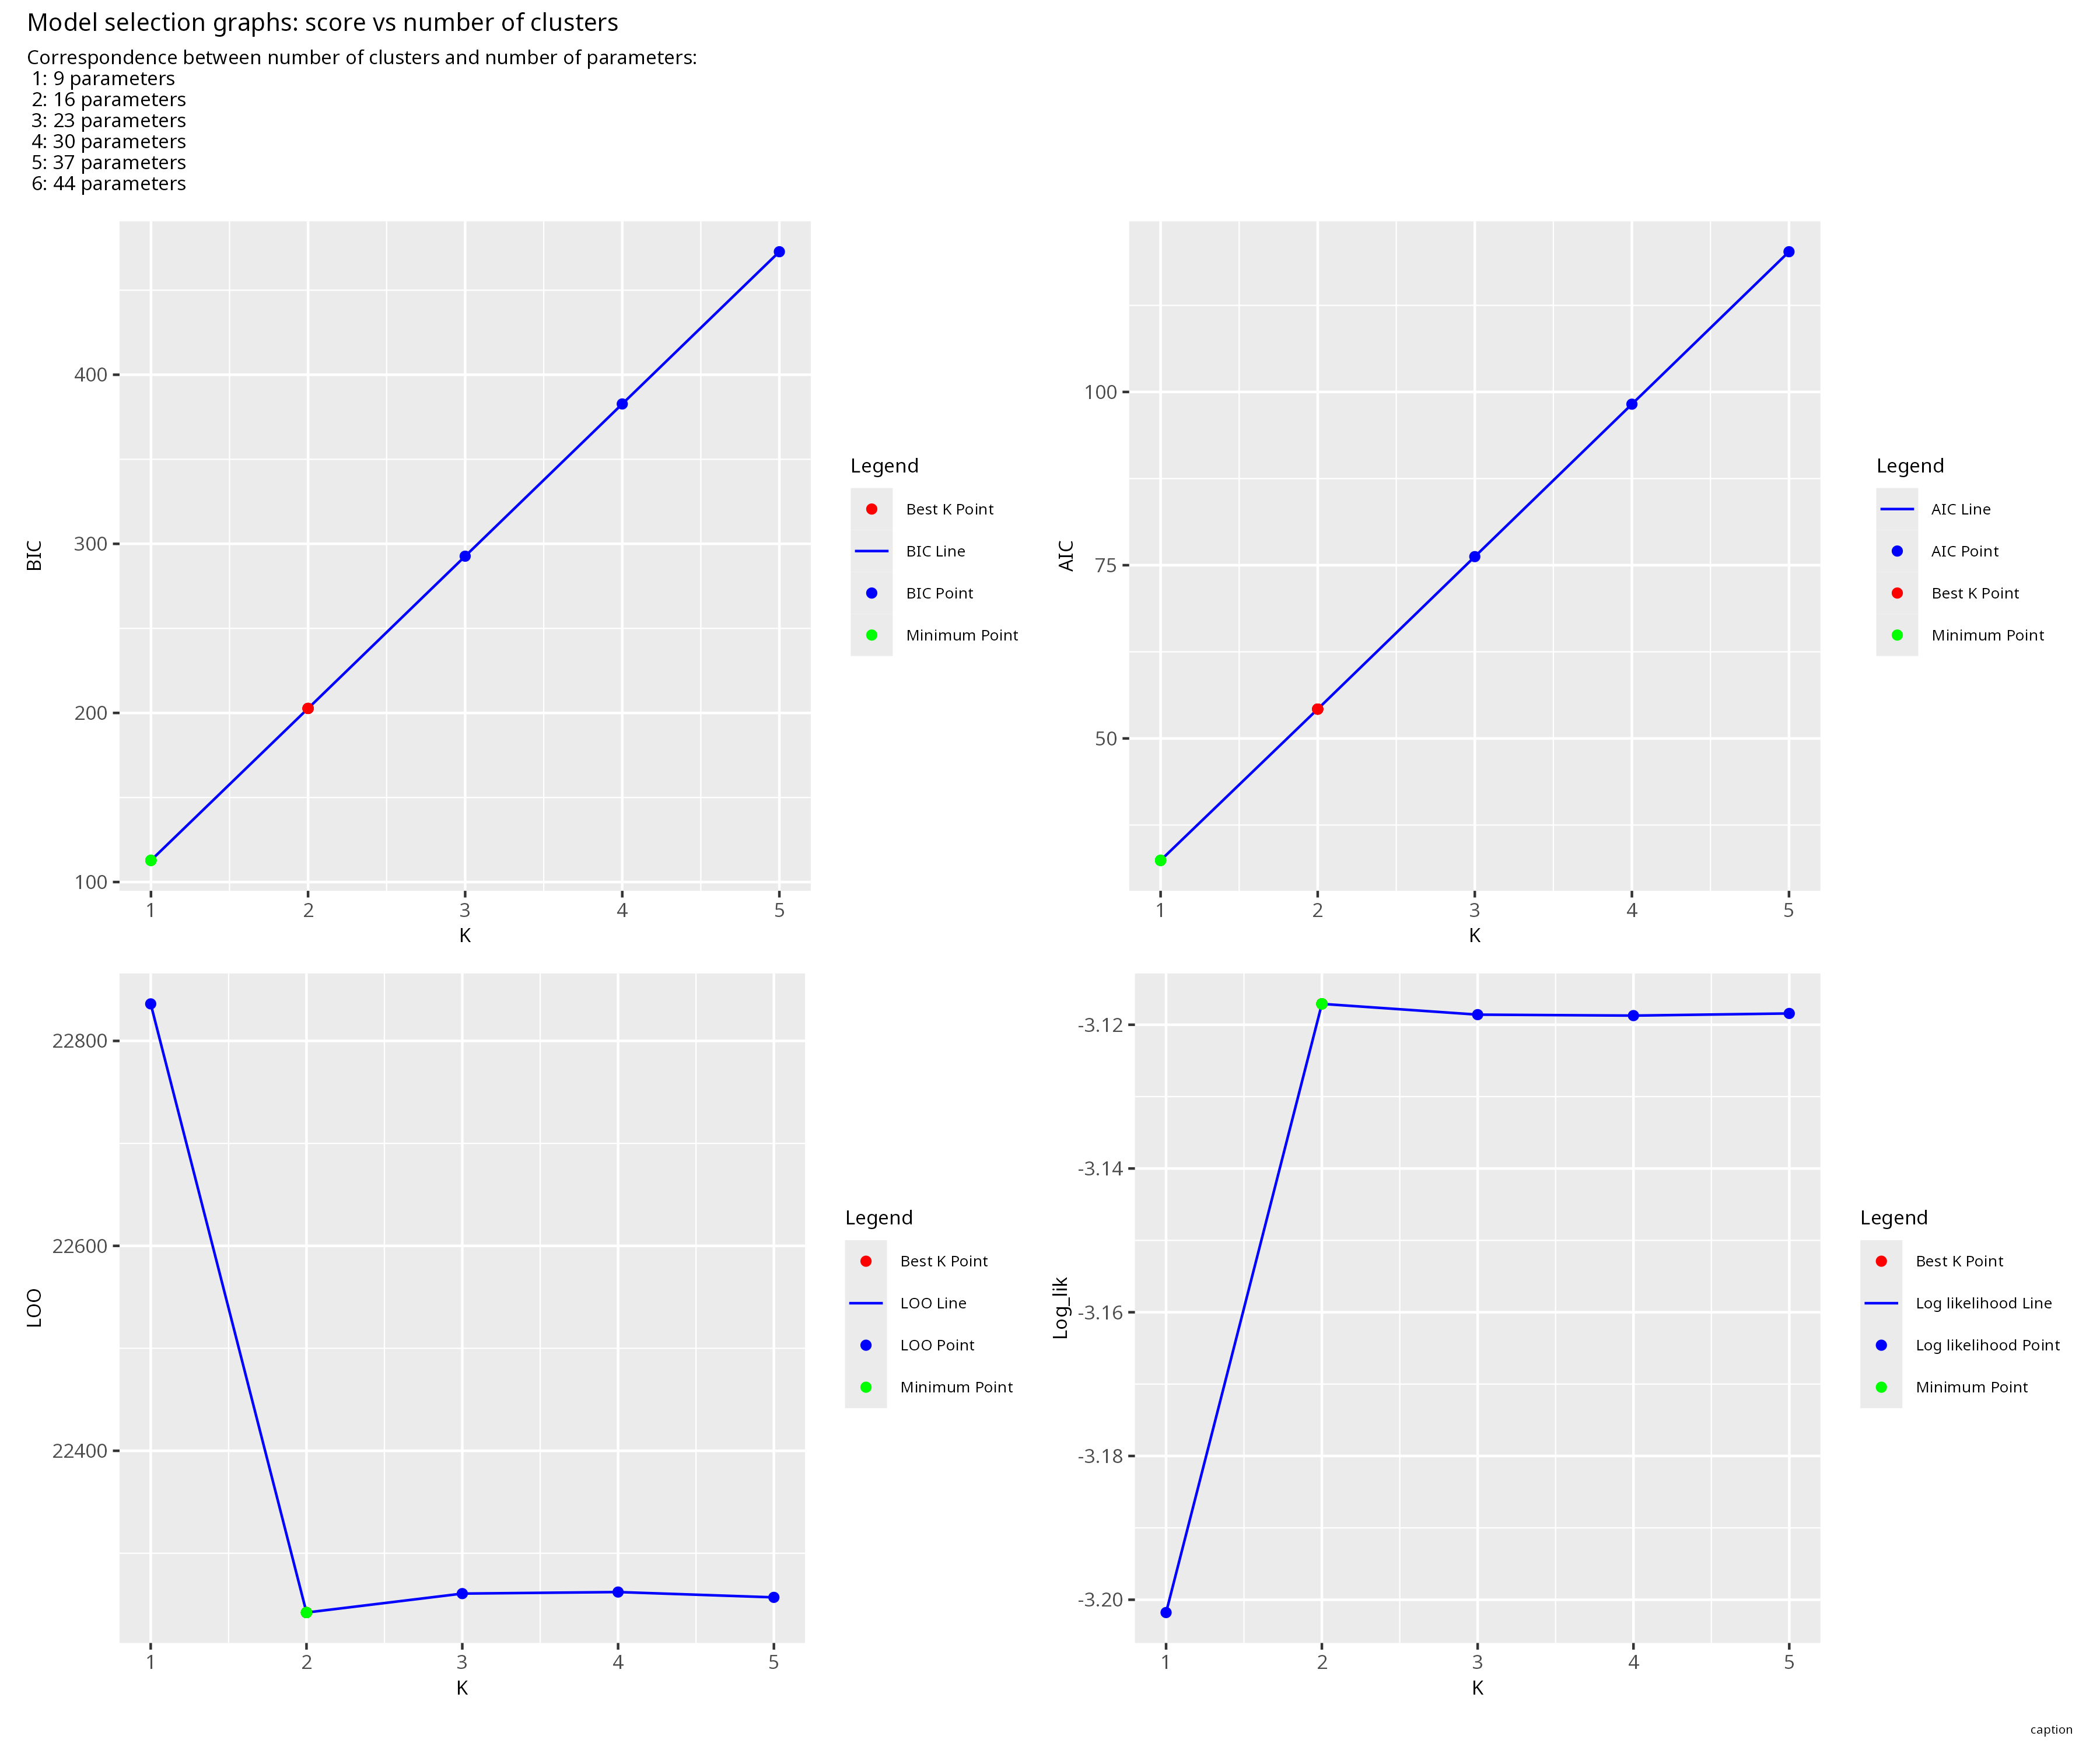 Model selection graphs: score vs number of clusters
Correspondence between number of clusters and number of parameters:
1: 9 parameters
2: 16 parameters
3: 23 parameters
4: 30 parameters
5: 37 parameters
6: 44 parameters
BIC
400
300
200
100
1 2 3 4 5
K
Legend
Best K Point
BIC Line
BIC Point
Minimum Point
AIC
100
75
50
1 2 3 4 5
K
Legend
AIC Line
AIC Point
Best K Point
Minimum Point
LOO
22800
22600
22400
1 2 3 4 5
K
Legend
Best K Point
LOO Line
LOO Point
Minimum Point
Log_lik
-3.12
-3.14
-3.16
-3.18
-3.20
1 2 3 4 5
K
Legend
Best K Point
Log likelihood Line
Log likelihood Point
Minimum Point
caption